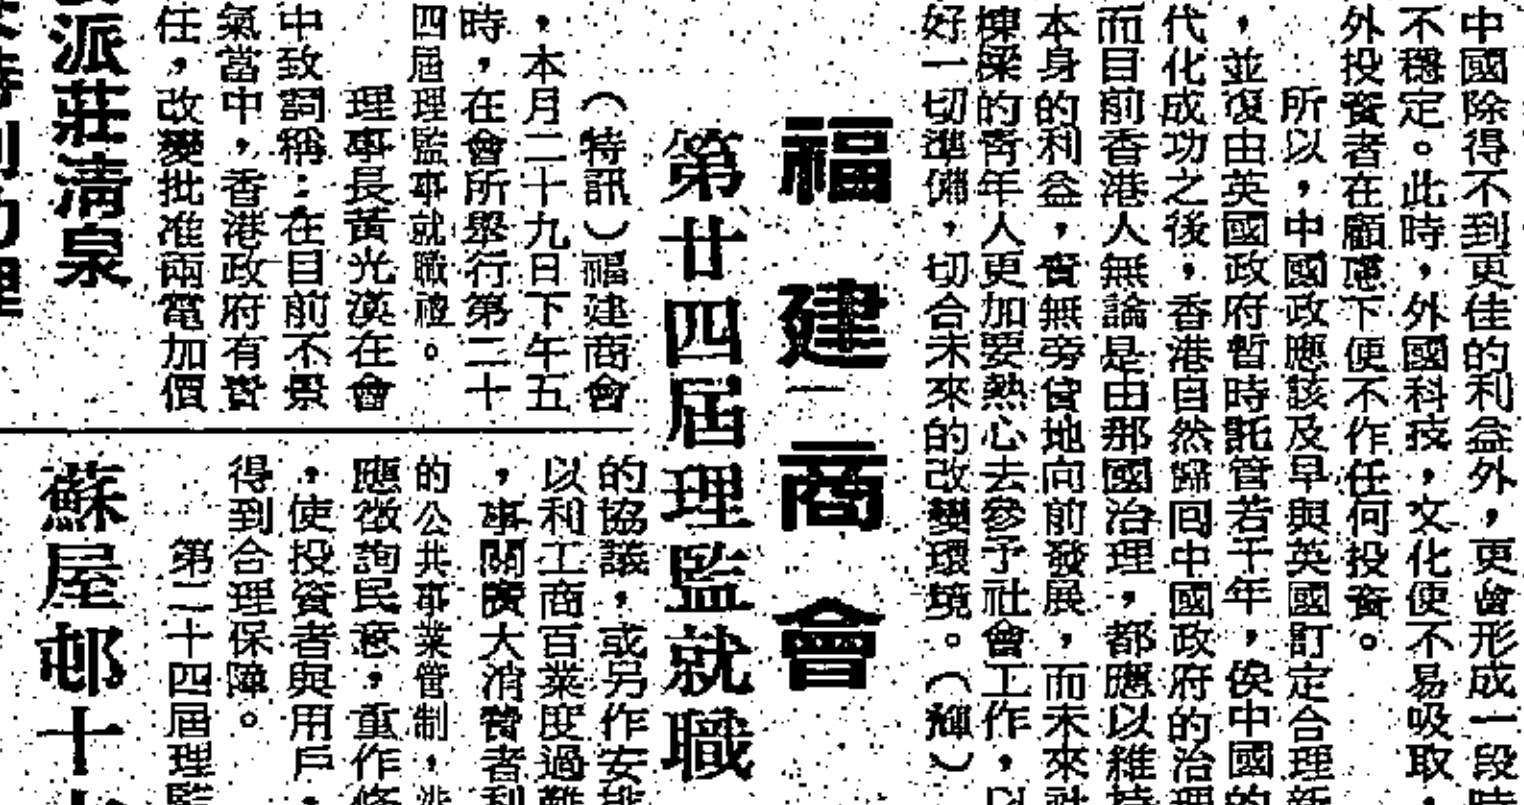 中國除得不到更佳的利益外，更會形成一段時
不穩定。此時，外國科技，文化便不易吸取，
外投資者在顧慮下便不作任何投資。
所以，中國政應該及早與英國訂定合理新
，並復由英國政府暫時託管若干年，俟中國的
代化成功之後，香港自然歸回中國政府的治理
而目前香港人無論是由那國治理，都應以維持
本身的利益，實無旁貸地向前發展，而未來社
棟樑的青年人更加要熱心去參予社會工作，以
好一切準備，切合未來的改變環境。（輝）
福建商會
第廿四屆理監就職
（特訊）福建商會
，本月二十九日下午五
時，在會所舉行第二十
四屆理監事就職禮。
理事長黃光漢在會
中致詞稱：在目前不景
氣當中，香港政府有責
任，改變批准兩電加價
的協議，或另作安排
以利工商百業度過難
，事關廣大消費者利
的公共事業管制，涉
應徵詢民意，重作修
，使投資者與用戶，
得到合理保障。
第二十四屆理監
派莊清泉
蘇屋邨十